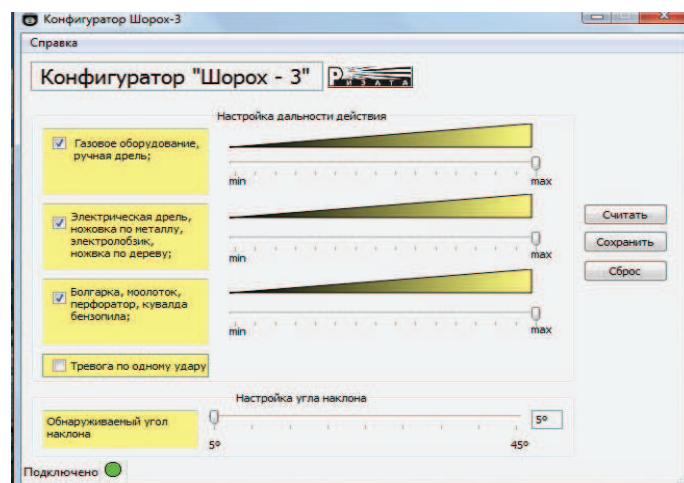 Конфигуратор Шорох-3
Справка
Конфигуратор "Шорох - 3"
РИЗАТА
Настройка дальности действия
Газовое оборудование,
ручная дрель;
min
max
Электрическая дрель,
ножовка по металлу,
электролобзик,
ножвка по дереву;
min
max
Болгарка, моолоток,
перфоратор, кувалда
бензопила;
min
max
Тревога по одному удару
Считать
Сохранить
Сброс
Настройка угла наклона
Обнаруживаемый угол
наклона
5º
45º
5º
Подключено